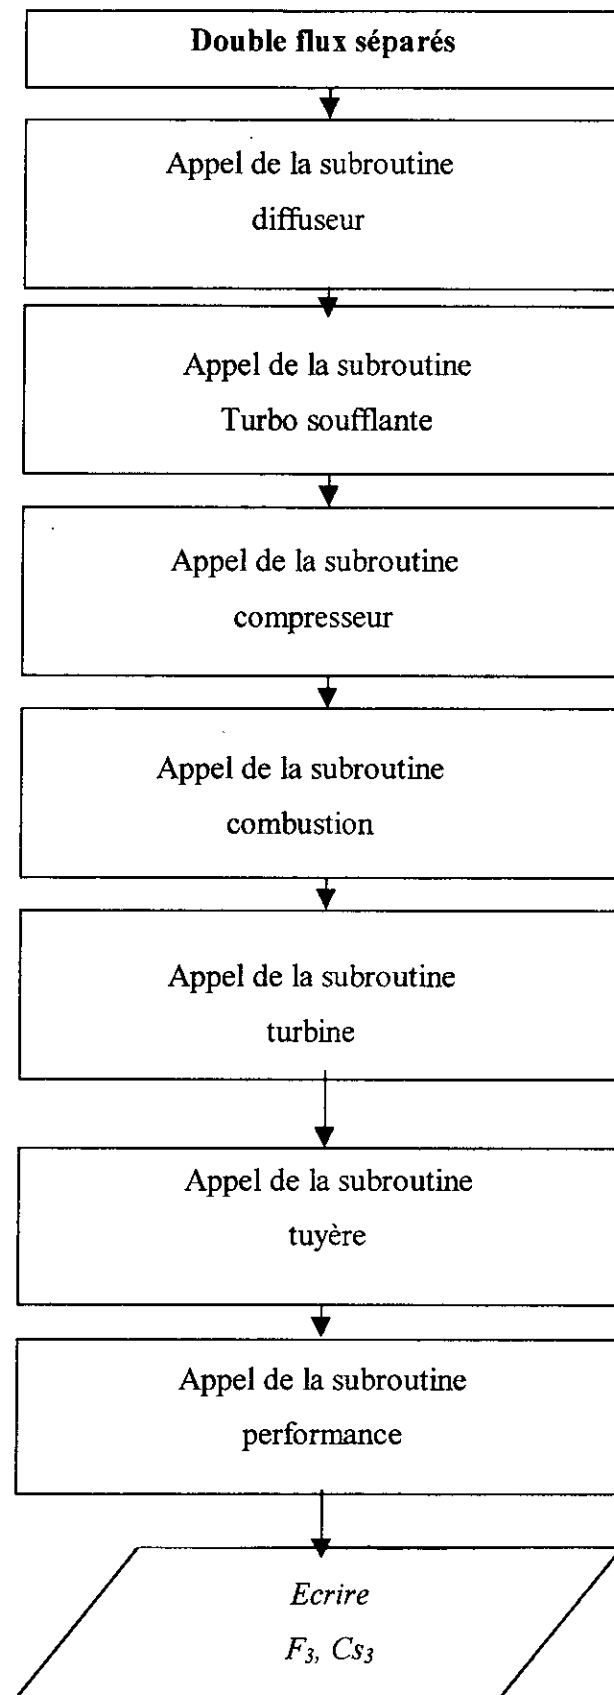 Double flux séparés
Appel de la subroutine
diffuseur
Appel de la subroutine
Turbo soufflante
Appel de la subroutine
compresseur
Appel de la subroutine
combustion
Appel de la subroutine
turbine
Appel de la subroutine
tuyère
Appel de la subroutine
performance
Ecrire
F₃, Cs₃